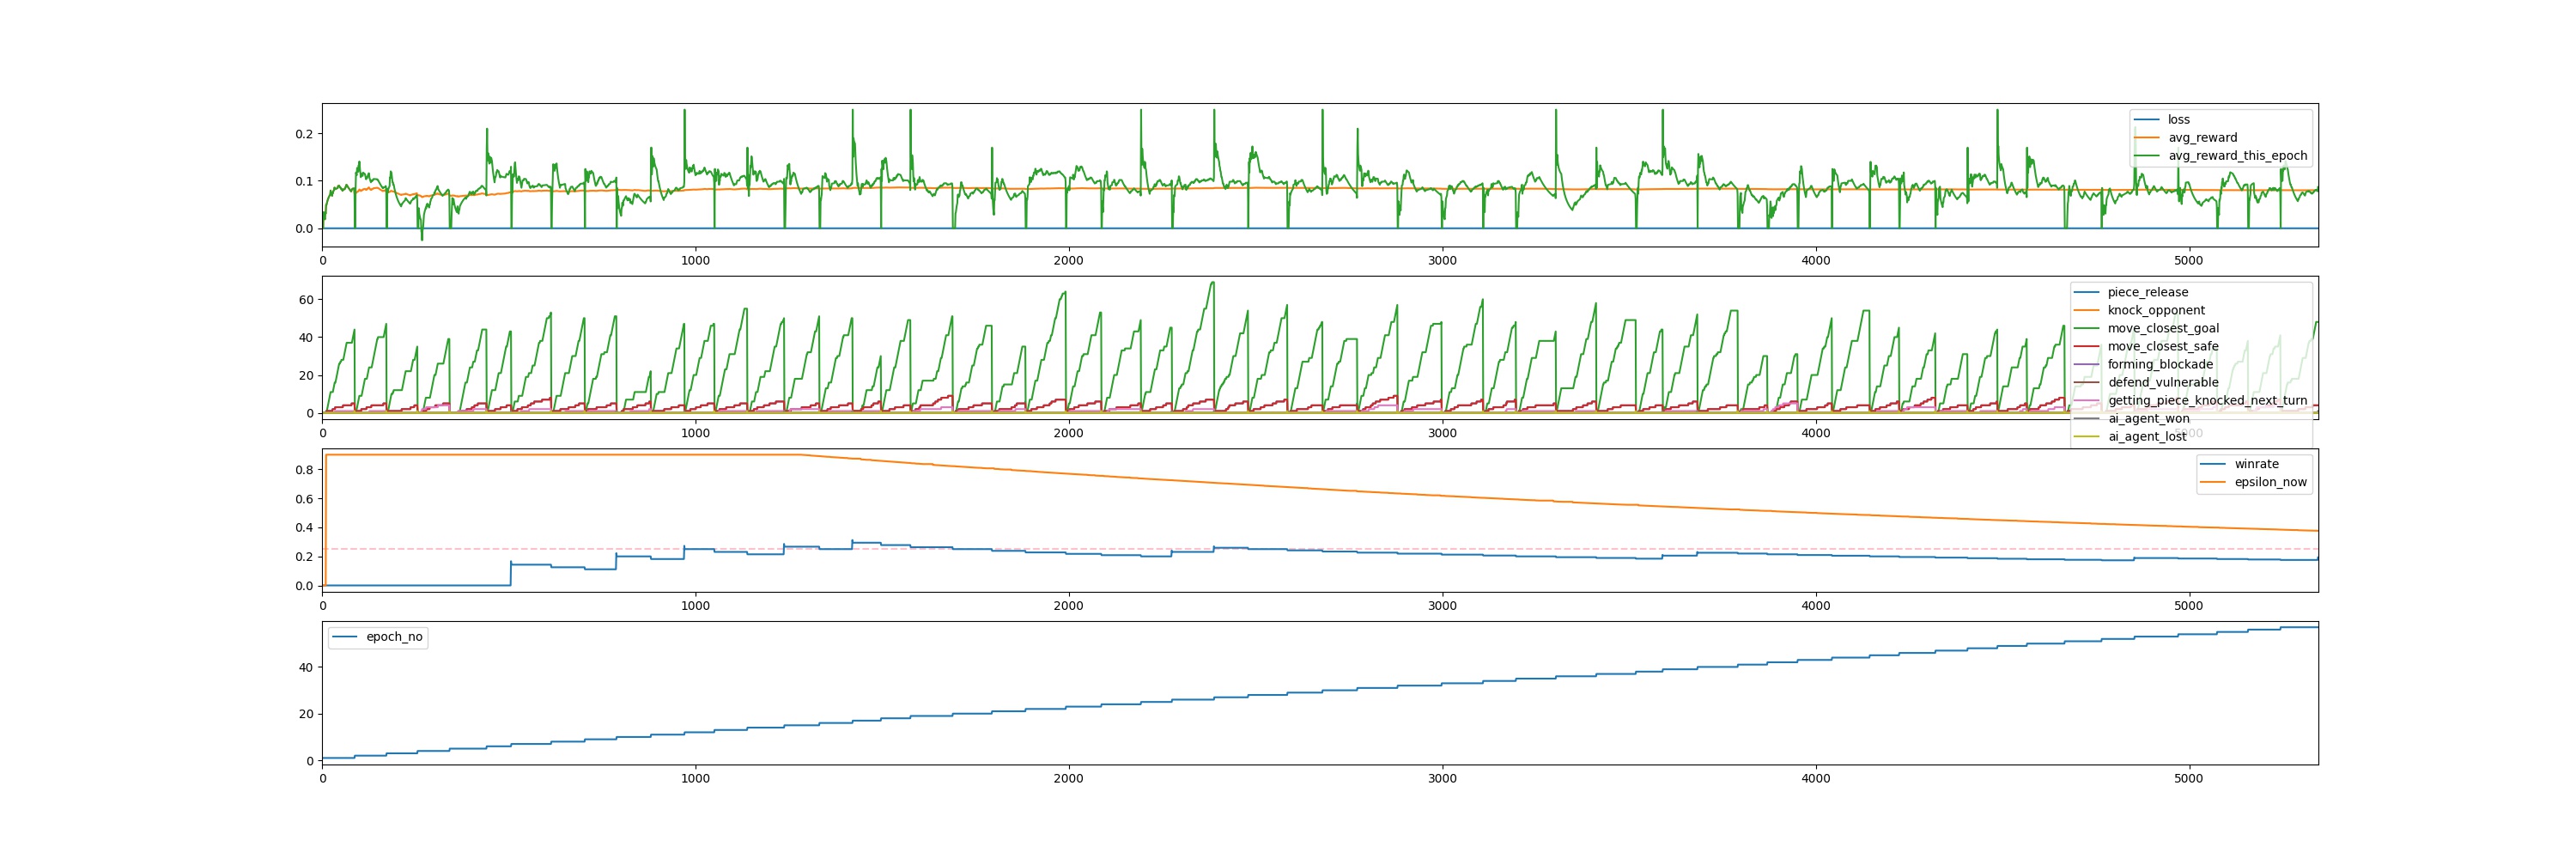 0.2
0.1
0.0
loss
avg_reward
avg_reward_this_epoch
0 1000 2000 3000 4000 5000
60
40
20
0
piece_release
knock_opponent
move_closest_goal
move_closest_safe
forming_blockade
defend_vulnerable
getting_piece_knocked_next_turn
ai_agent_won
ai_agent_lost
0 1000 2000 3000 4000 5000
0.8
0.6
0.4
0.2
0.0
winrate
epsilon_now
0 1000 2000 3000 4000 5000
epoch_no
40
20
0
0 1000 2000 3000 4000 5000